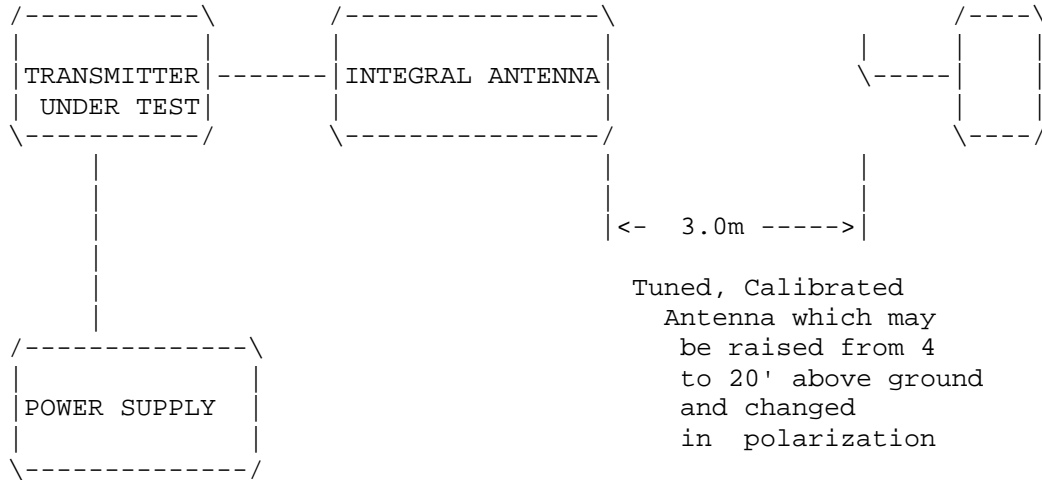 TRANSMITTER
UNDER TEST
INTEGRAL ANTENNA
<- 3.0m ----->
Tuned, Calibrated
Antenna which may
be raised from 4
to 20' above ground
and changed
in polarization
POWER SUPPLY